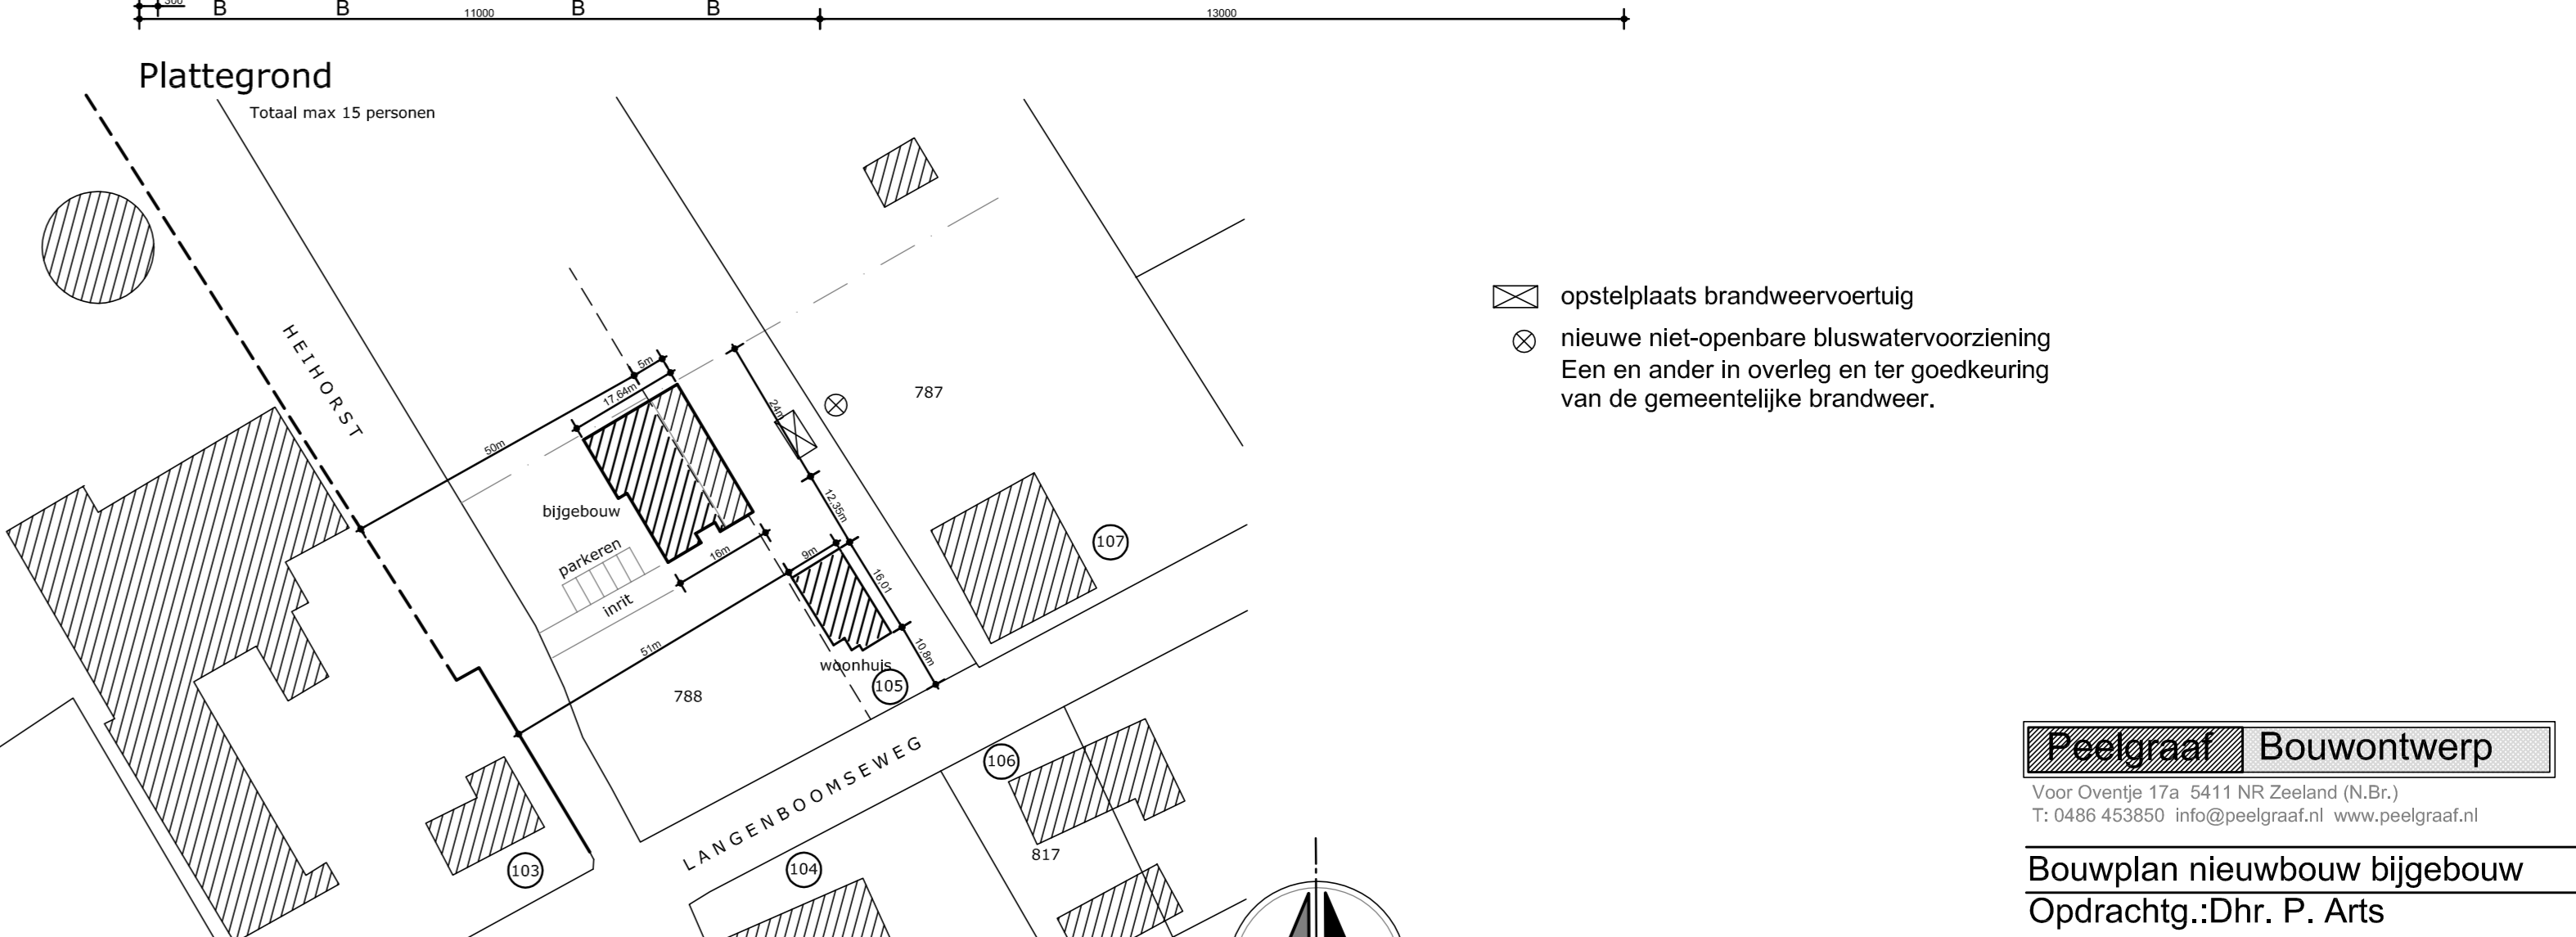 300
B B B B
11000
13000
Plattegrond
Totaal max 15 personen
HEIHORST
5m
17,64m
50m
24m
787
opstelplaats brandweervoertuig
nieuwe niet-openbare bluswatervoorziening
Een en ander in overleg en ter goedkeuring
van de gemeentelijke brandweer.
bijgebouw
12,35m
parkeren
16m
9m
107
inrit
16,01
51m
10,8m
woonhuis
105
788
LANGENBOOMSEWEG
106
817
104
103
Peelgraaf Bouwontwerp
Voor Oventje 17a 5411 NR Zeeland (N.Br.)
T: 0486 453850 info@peelgraaf.nl www.peelgraaf.nl
Bouwplan nieuwbouw bijgebouw
Opdrachtg.:Dhr. P. Arts